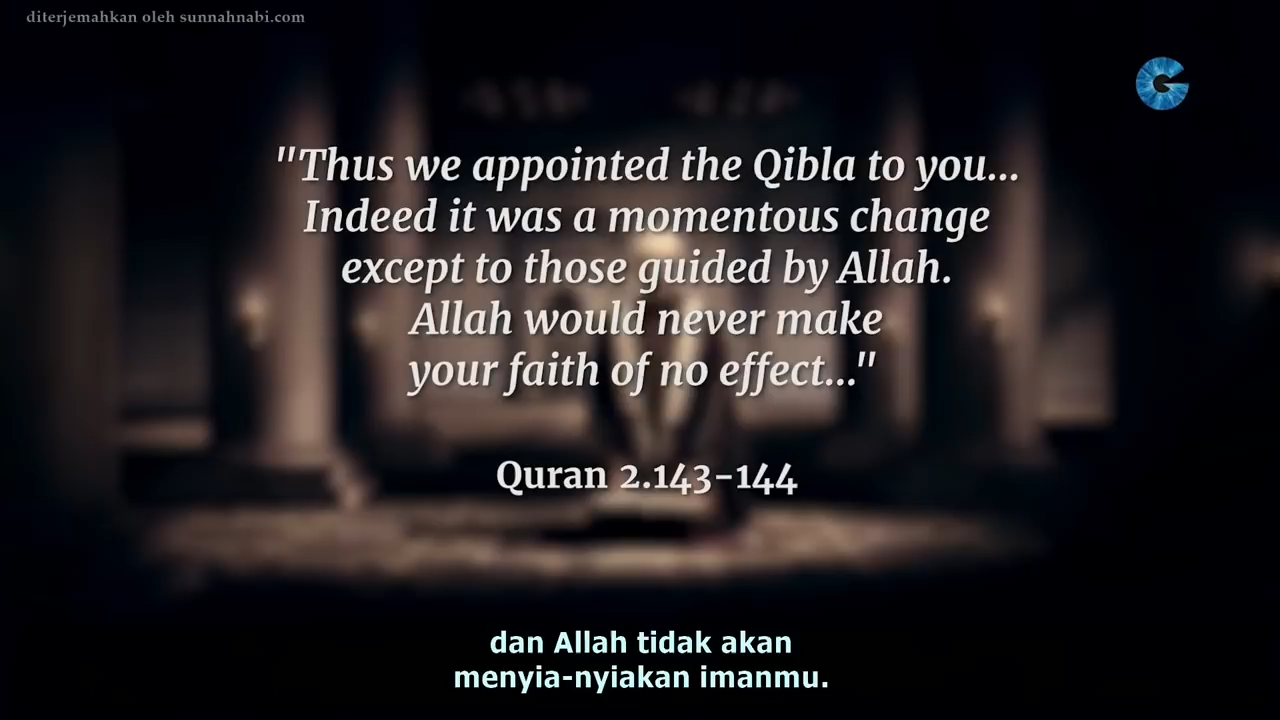 diterjemahkan oleh sunnahnabi.com
"Thus we appointed the Qibla to you...
Indeed it was a momentous change
except to those guided by Allah.
Allah would never make
your faith of no effect..."
Quran 2.143-144
dan Allah tidak akan
menyia-nyiakan imanmu.